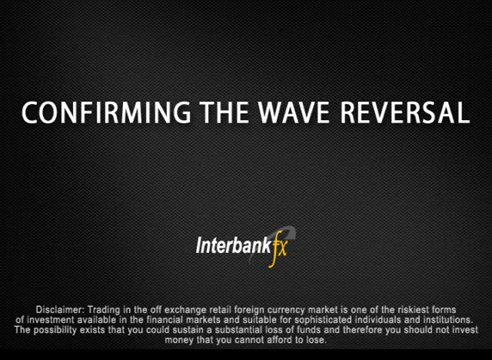 CONFIRMING THE WAVE REVERSAL
Interbankfx
Disclaimer: Trading in the off exchange retail foreign currency market is one of the riskiest forms
of investment available in the financial markets and suitable for sophisticated individuals and institutions.
The possibility exists that you could sustain a substantial loss of funds and therefore you should not invest
money that you cannot afford to lose.